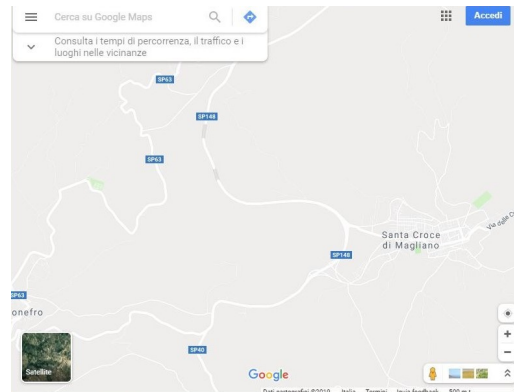 Cerca su Google Maps
Accedi
Consulta i tempi di percorrenza, il traffico e i
luoghi nelle vicinanze
SP63
SP148
SP63
Santa Croce
di Magliano
SP148
SP63
onefro
SP40
Satellite
Google